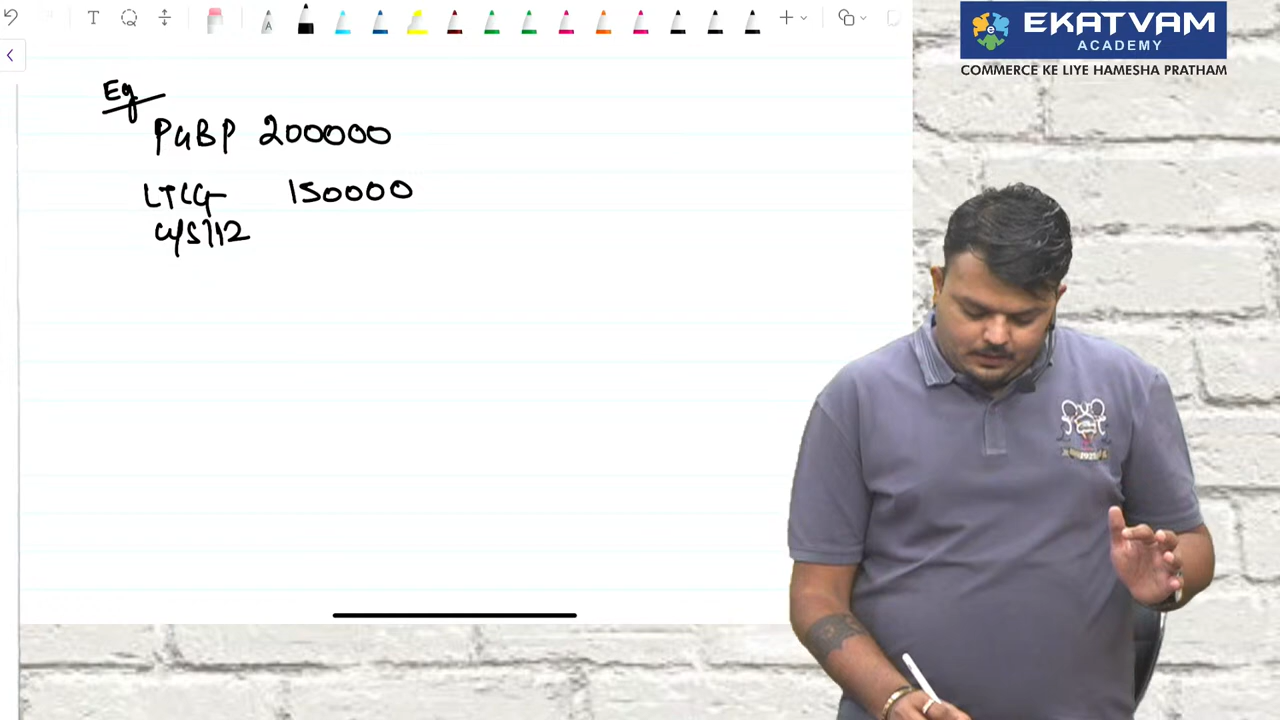 EKATVAM
ACADEMY
COMMERCE KE LIYE HAMESHA PRATHAM
Eg
PGBP 200000
LTCG 150000
u/s 112